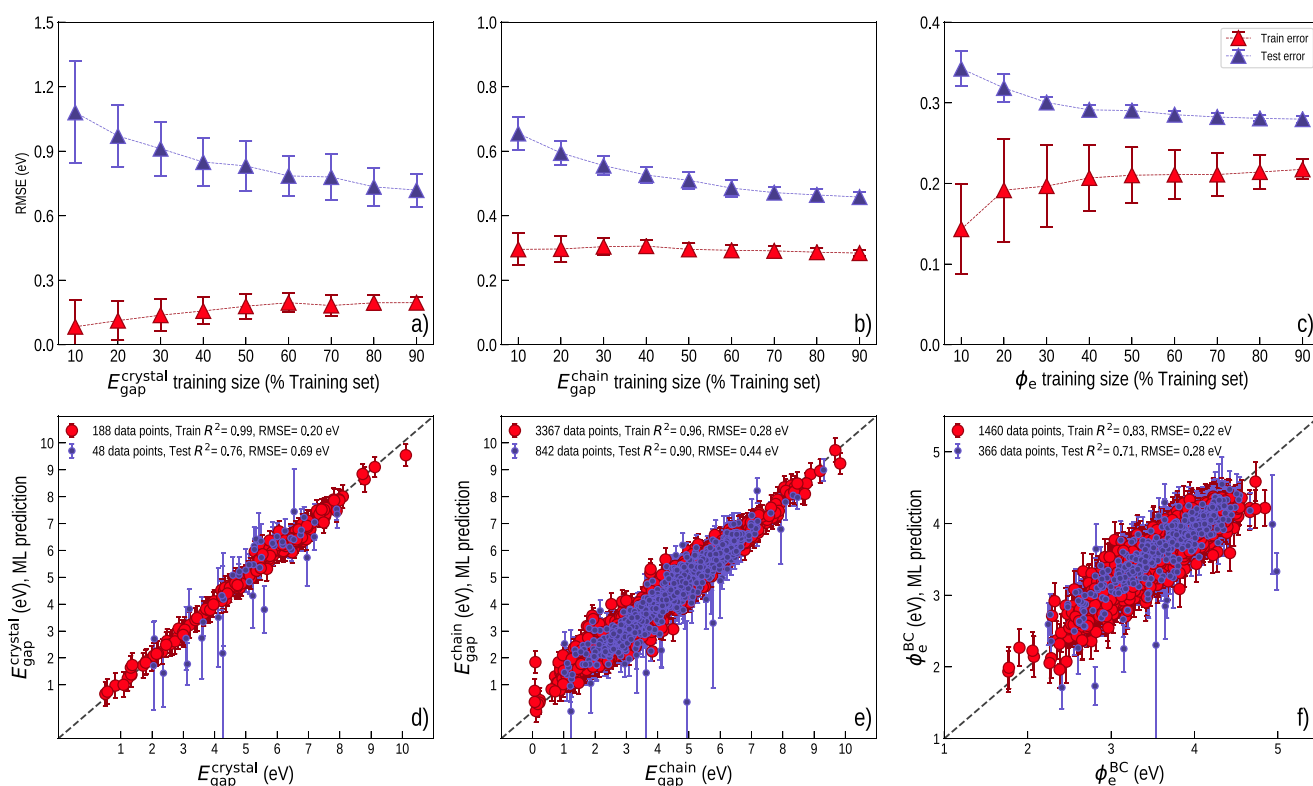 1.5
1.2
0.9
0.6
0.3
0.0
RMSE (eV)
10 20 30 40 50 60 70 80 90
a)
E_gap^crystal training size (% Training set)
1.0
0.8
0.6
0.4
0.2
0.0
10 20 30 40 50 60 70 80 90
b)
E_gap^chain training size (% Training set)
0.4
0.3
0.2
0.1
0.0
Train error
Test error
10 20 30 40 50 60 70 80 90
c)
ϕ_e training size (% Training set)
188 data points, Train R²= 0.99, RMSE= 0.20 eV
48 data points, Test R²= 0.76, RMSE= 0.69 eV
10
9
8
7
6
5
4
3
2
1
E_gap^crystal (eV), ML prediction
1 2 3 4 5 6 7 8 9 10
d)
E_gap^crystal (eV)
3367 data points, Train R²= 0.96, RMSE= 0.28 eV
842 data points, Test R²= 0.90, RMSE= 0.44 eV
10
9
8
7
6
5
4
3
2
1
0
E_gap^chain (eV), ML prediction
0 1 2 3 4 5 6 7 8 9 10
e)
E_gap^chain (eV)
1460 data points, Train R²= 0.83, RMSE= 0.22 eV
366 data points, Test R²= 0.71, RMSE= 0.28 eV
5
4
3
2
1
ϕ_e^BC (eV), ML prediction
1 2 3 4 5
f)
ϕ_e^BC (eV)